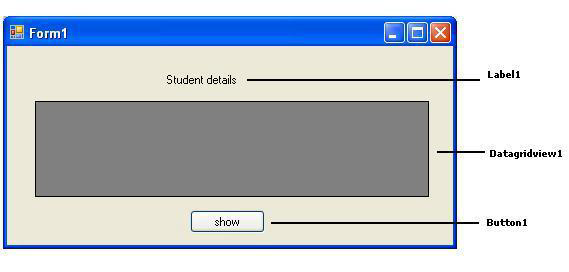 Form1
Student details
Label1
Datagridview1
show
Button1